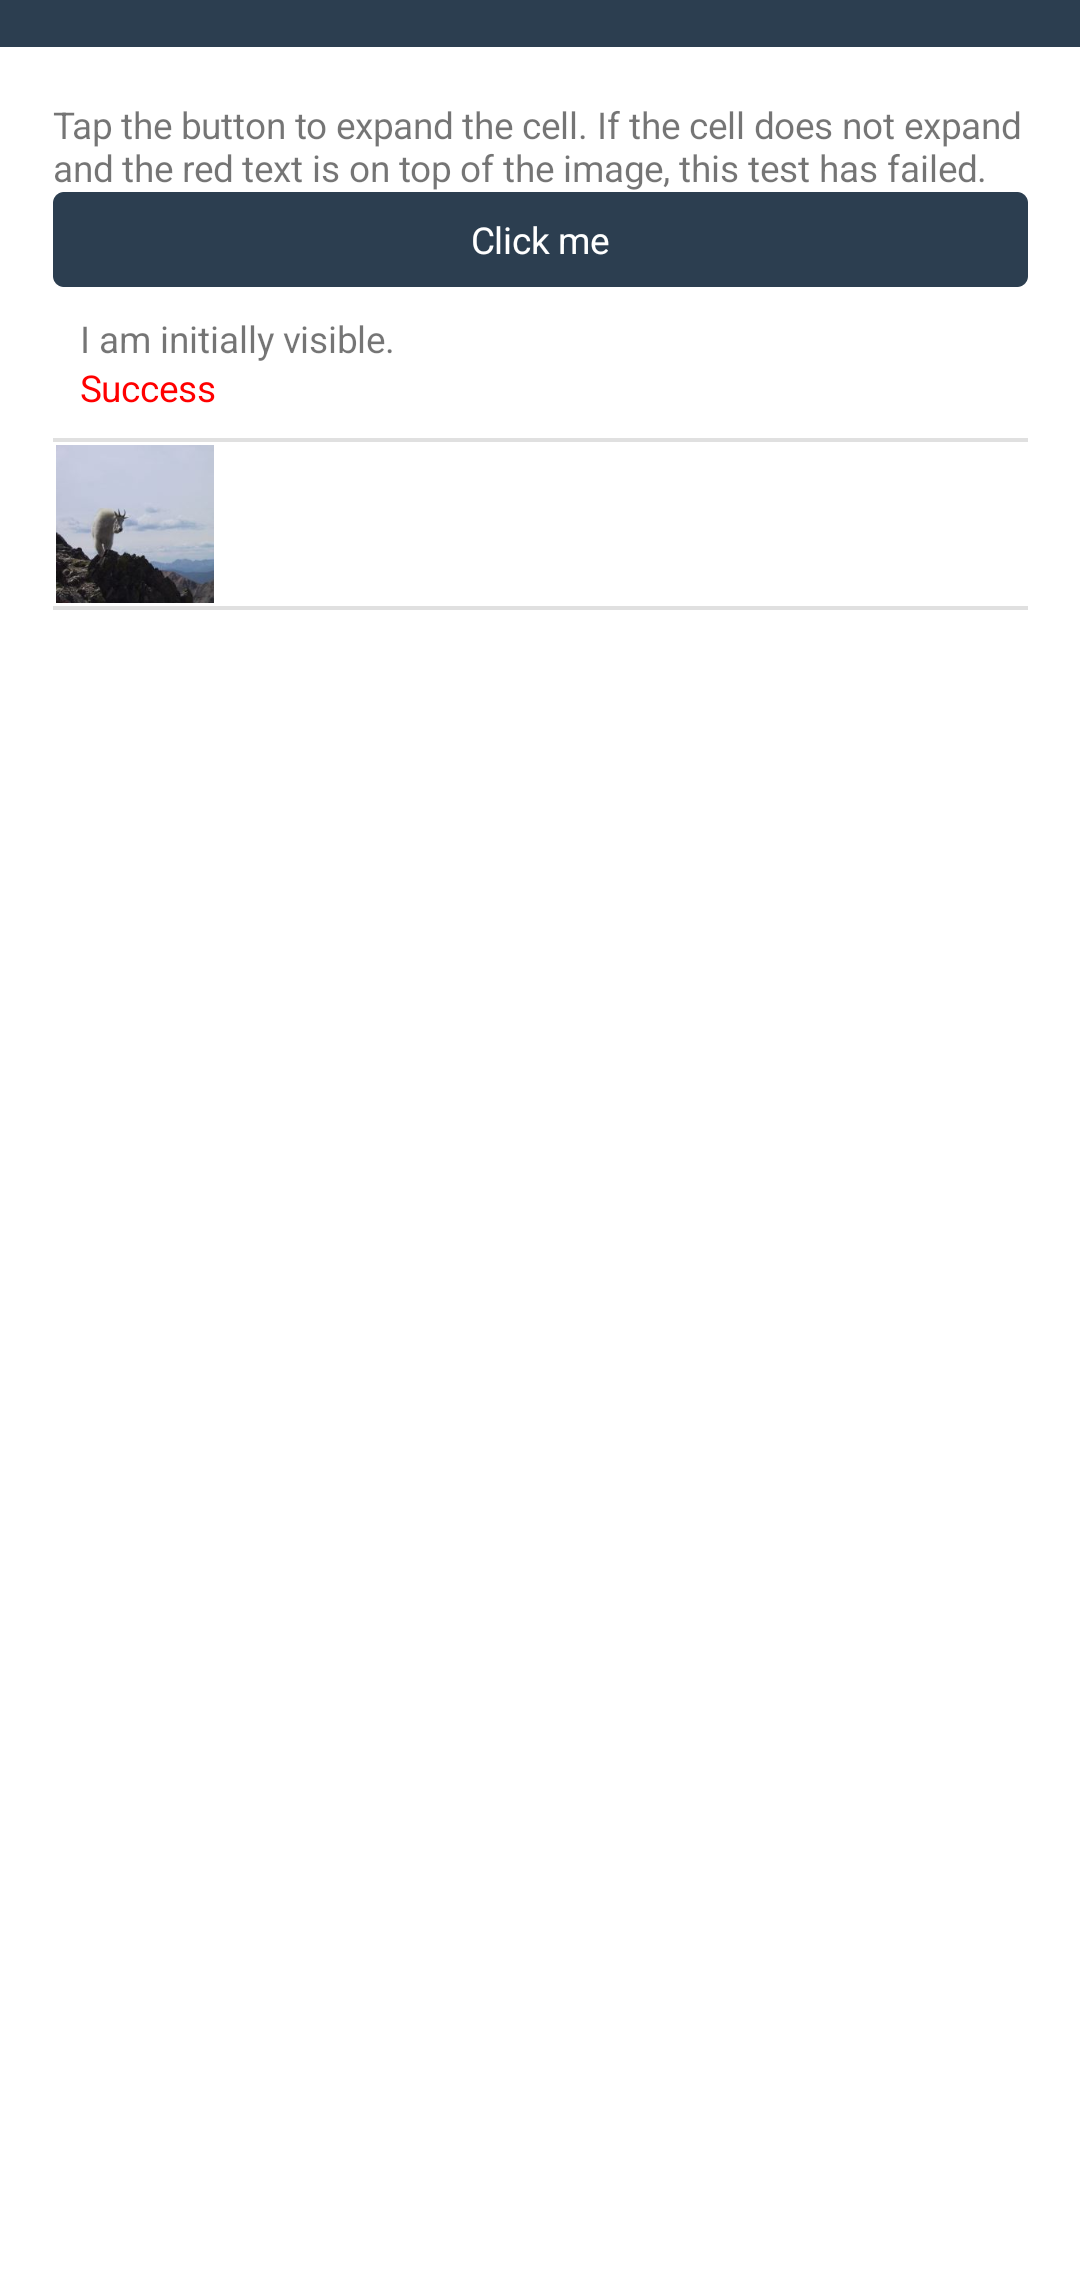 Tap the button to expand the cell. If the cell does not expand
and the red text is on top of the image, this test has failed.
Click me
I am initially visible.
Success